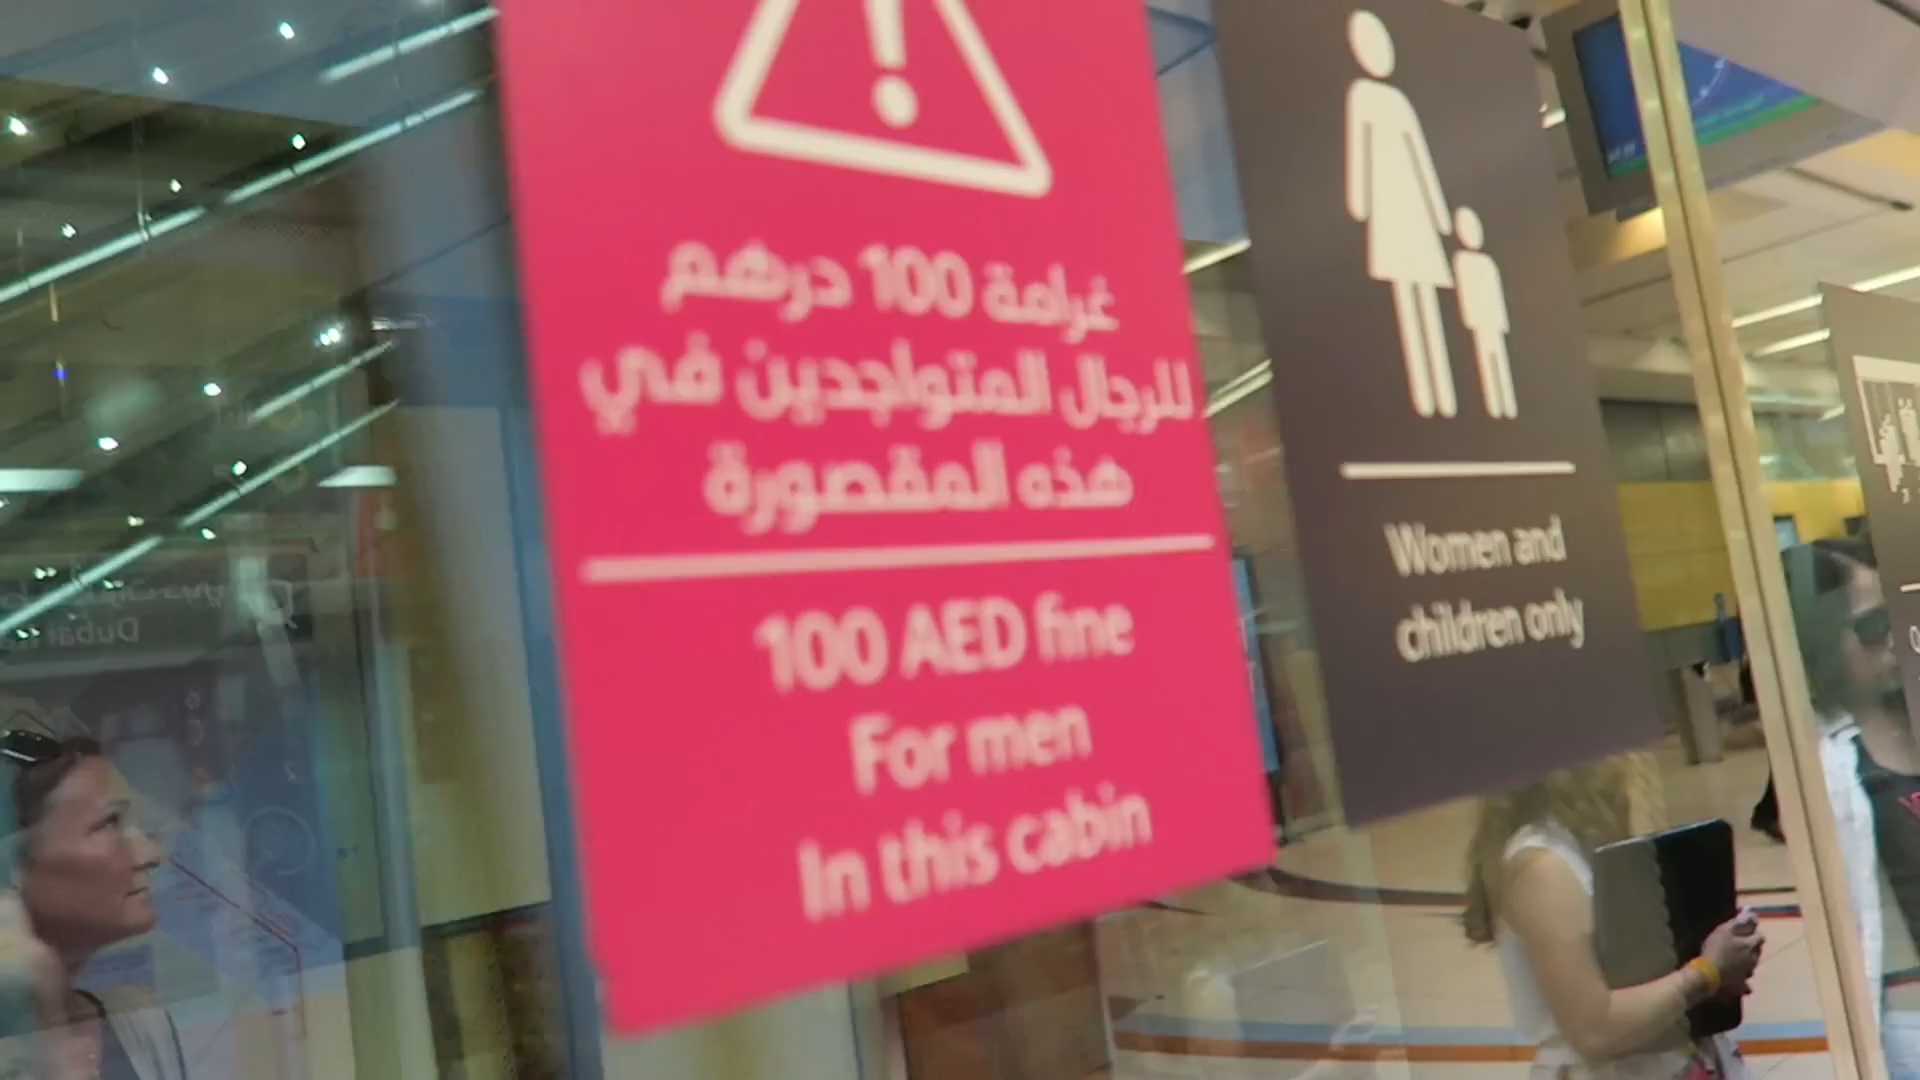 غرامة 100 درهم
للرجال المتواجدين في
هذه المقصورة
100 AED fine
For men
In this cabin
Women and
children only
Dubai